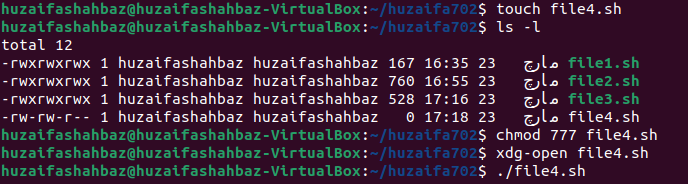 huzaifashahbaz@huzaifashahbaz-VirtualBox:~/huzaifa702$ touch file4.sh
huzaifashahbaz@huzaifashahbaz-VirtualBox:~/huzaifa702$ ls -l
total 12
-rwxrwxrwx 1 huzaifashahbaz huzaifashahbaz 167 16:35 23 مارچ file1.sh
-rwxrwxrwx 1 huzaifashahbaz huzaifashahbaz 760 16:55 23 مارچ file2.sh
-rwxrwxrwx 1 huzaifashahbaz huzaifashahbaz 528 17:16 23 مارچ file3.sh
-rw-rw-r-- 1 huzaifashahbaz huzaifashahbaz 0 17:18 23 مارچ file4.sh
huzaifashahbaz@huzaifashahbaz-VirtualBox:~/huzaifa702$ chmod 777 file4.sh
huzaifashahbaz@huzaifashahbaz-VirtualBox:~/huzaifa702$ xdg-open file4.sh
huzaifashahbaz@huzaifashahbaz-VirtualBox:~/huzaifa702$ ./file4.sh